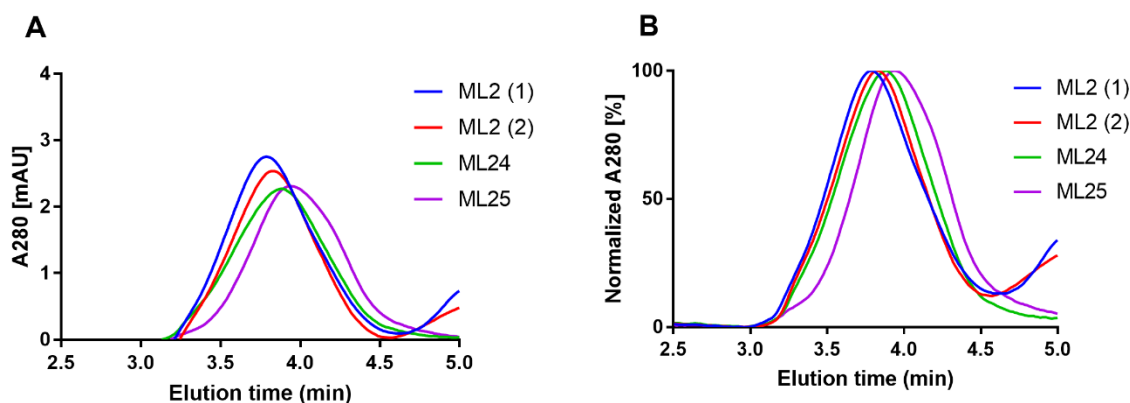 A
A280 [mAU]
4
3
2
1
0
2.5 3.0 3.5 4.0 4.5 5.0
Elution time (min)
ML2 (1)
ML2 (2)
ML24
ML25
B
Normalized A280 [%]
100
50
0
2.5 3.0 3.5 4.0 4.5 5.0
Elution time (min)
ML2 (1)
ML2 (2)
ML24
ML25